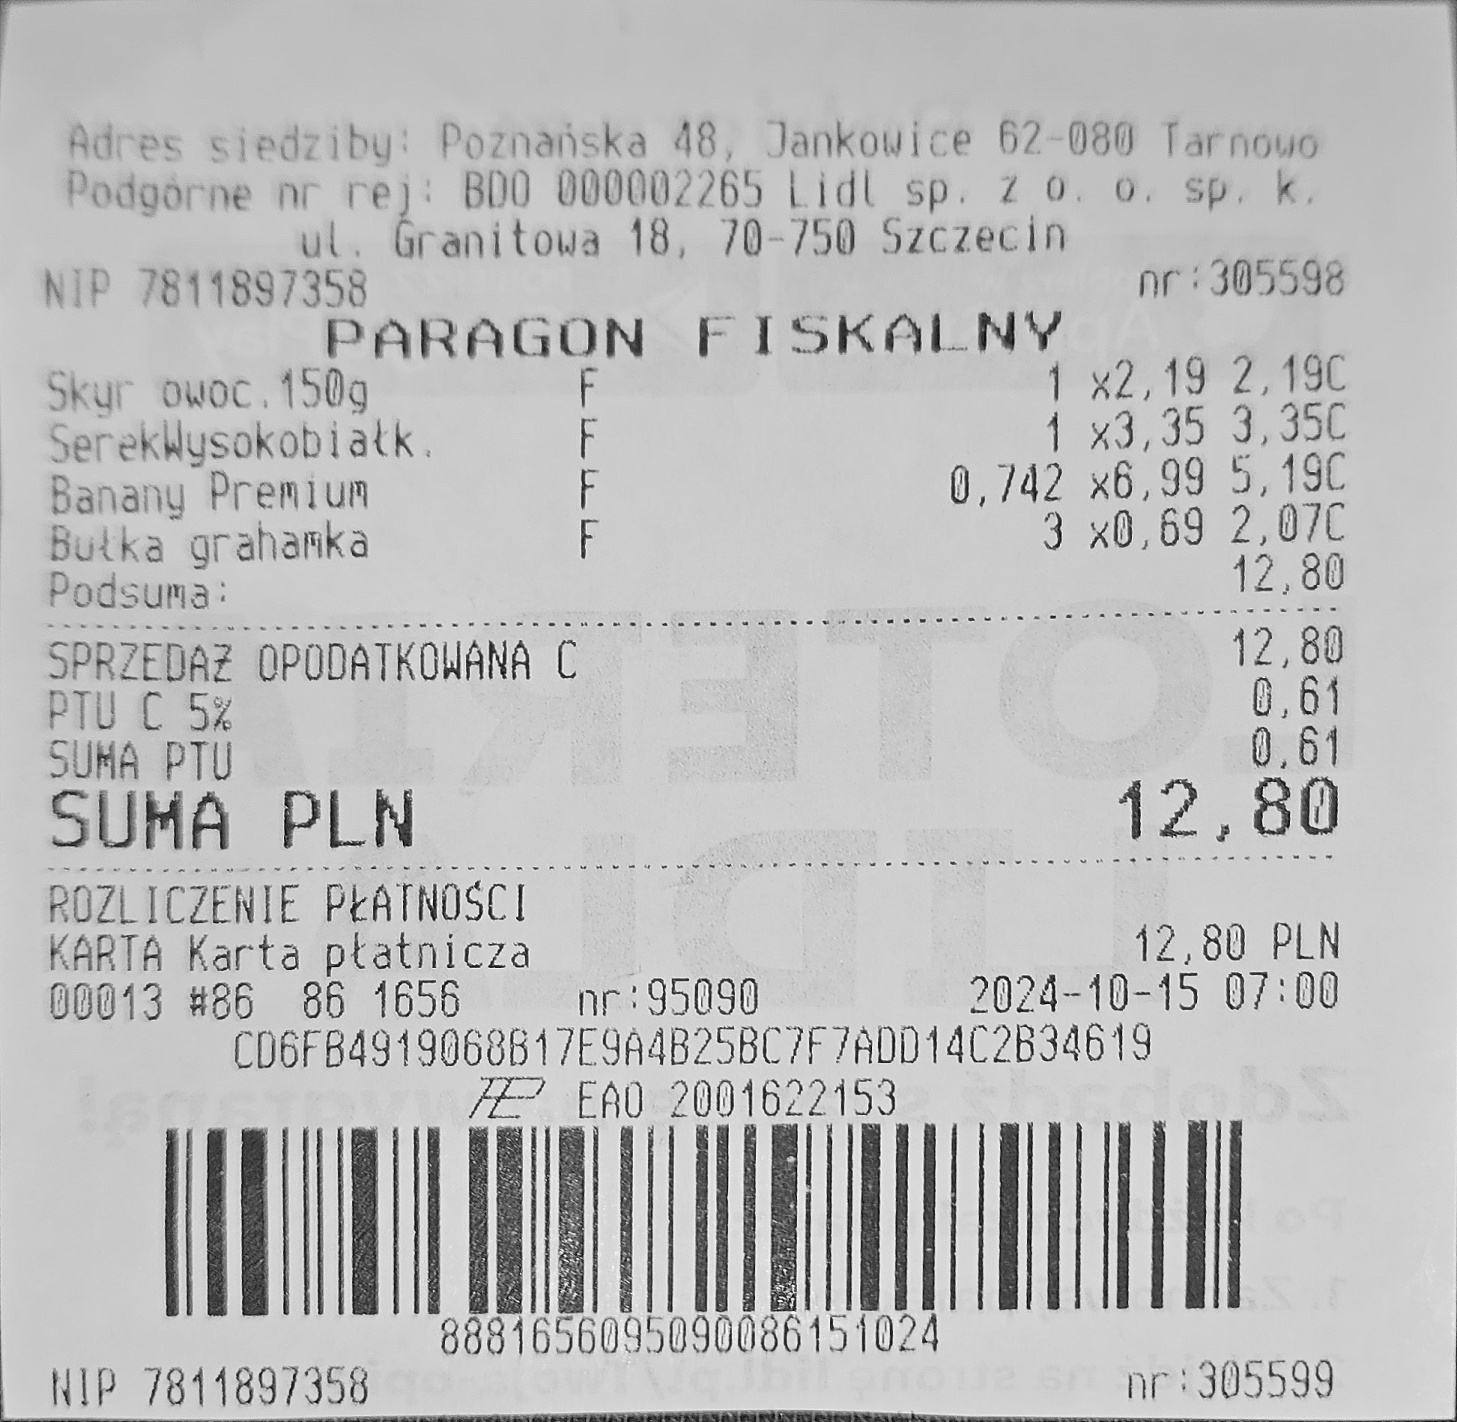 Adres siedziby: Poznańska 48, Jankowice 62-080 Tarnowo
Podgórne nr rej: BDO 000002265 Lidl sp. z o. o. sp. k.
ul. Granitowa 18, 70-750 Szczecin
NIP 7811897358 nr:305598
PARAGON FISKALNY
Skyr owoc.150g F 1 x2,19 2,19C
SerekWysokobiałk. F 1 x3,35 3,35C
Banany Premium F 0,742 x6,99 5,19C
Bułka grahamka F 3 x0,69 2,07C
Podsuma: 12,80
SPRZEDAŻ OPODATKOWANA C 12,80
PTU C 5% 0,61
SUMA PTU 0,61
SUMA PLN 12,80
ROZLICZENIE PŁATNOŚCI
KARTA Karta płatnicza 12,80 PLN
00013 #86 86 1656 nr:95090 2024-10-15 07:00
CD6FB4919068B17E9A4B25BC7F7ADD14C2B34619
EAO 2001622153
8881656095090086151024
NIP 7811897358 nr:305599